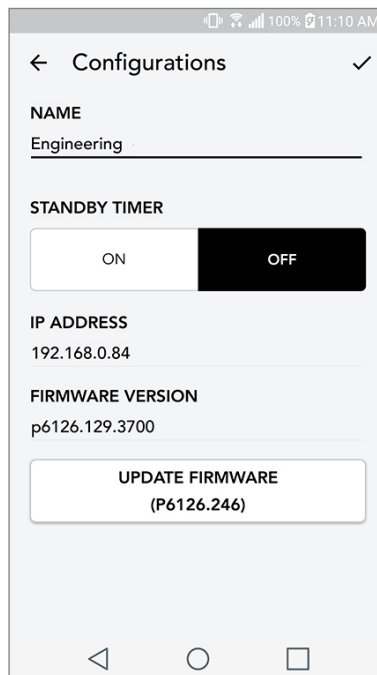 100% 11:10 AM
Configurations
NAME
Engineering
STANDBY TIMER
ON OFF
IP ADDRESS
192.168.0.84
FIRMWARE VERSION
p6126.129.3700
UPDATE FIRMWARE
(P6126.246)